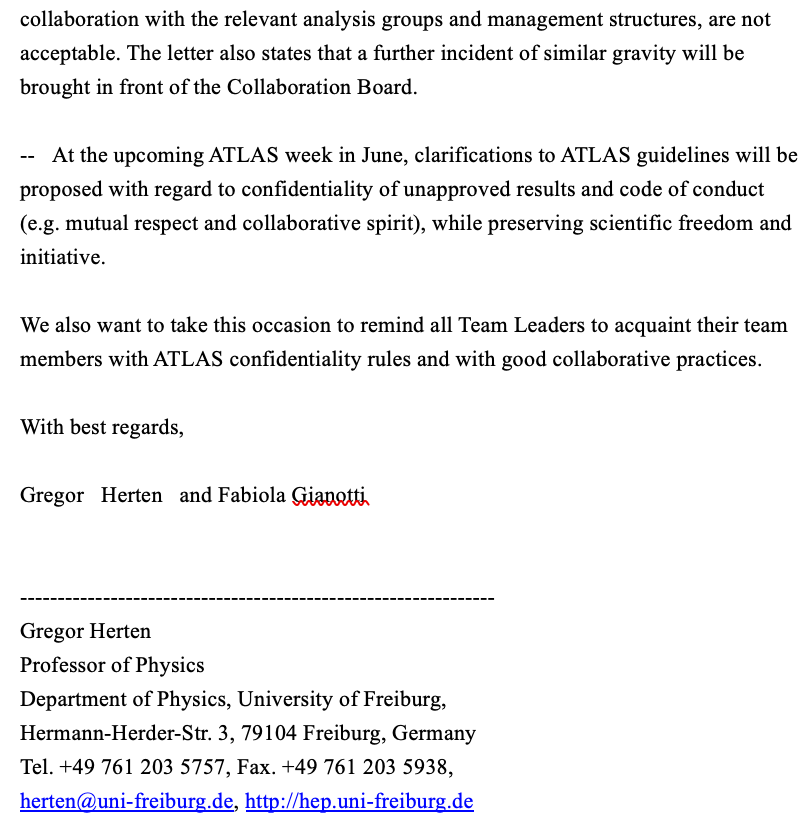 collaboration with the relevant analysis groups and management structures, are not
acceptable. The letter also states that a further incident of similar gravity will be
brought in front of the Collaboration Board.
-- At the upcoming ATLAS week in June, clarifications to ATLAS guidelines will be
proposed with regard to confidentiality of unapproved results and code of conduct
(e.g. mutual respect and collaborative spirit), while preserving scientific freedom and
initiative.
We also want to take this occasion to remind all Team Leaders to acquaint their team
members with ATLAS confidentiality rules and with good collaborative practices.
With best regards,
Gregor Herten and Fabiola Gianotti
----------------------------------------------------------------
Gregor Herten
Professor of Physics
Department of Physics, University of Freiburg,
Hermann-Herder-Str. 3, 79104 Freiburg, Germany
Tel. +49 761 203 5757, Fax. +49 761 203 5938,
herten@uni-freiburg.de, http://hep.uni-freiburg.de